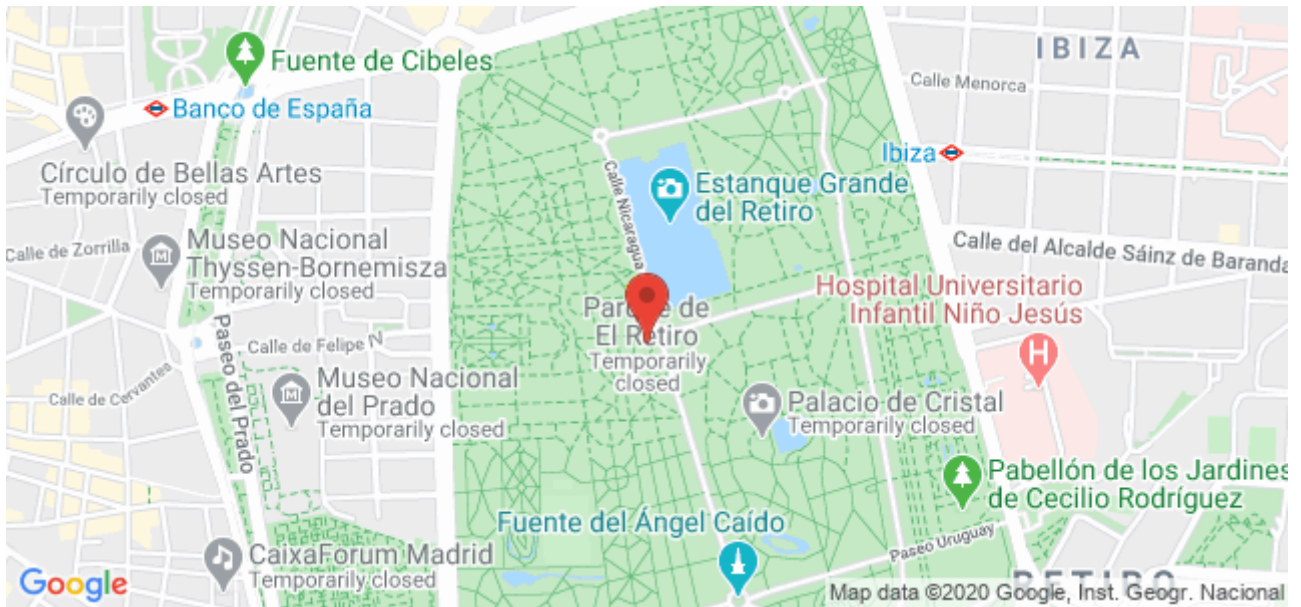 IBIZA
Fuente de Cibeles
Calle Menorca
Banco de España
Ibiza
Círculo de Bellas Artes
Temporarily closed
Calle Nicaragua
Estanque Grande
del Retiro
Calle de Zorrilla
Museo Nacional
Thyssen-Bornemisza
Temporarily closed
Calle del Alcalde Sáinz de Baranda
Hospital Universitario
Infantil Niño Jesús
H
El Retiro
Temporarily
closed
Paseo del Prado
Calle de Felipe N
Calle de Cervantes
Museo Nacional
del Prado
Temporarily closed
Palacio de Cristal
Temporarily closed
Pabellón de los Jardines
de Cecilio Rodríguez
Fuente del Ángel Caído
Paseo Uruguay
CaixaForum Madrid
Temporarily closed
RETIRO
Google
Map data ©2020 Google, Inst. Geogr. Nacional